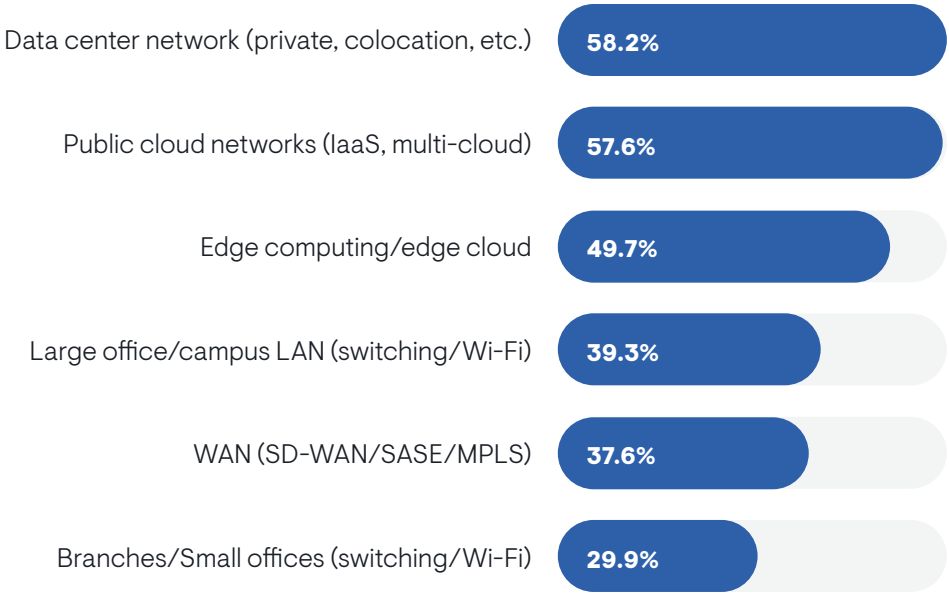 Data center network (private, colocation, etc.) 58.2%
Public cloud networks (IaaS, multi-cloud) 57.6%
Edge computing/edge cloud 49.7%
Large office/campus LAN (switching/Wi-Fi) 39.3%
WAN (SD-WAN/SASE/MPLS) 37.6%
Branches/Small offices (switching/Wi-Fi) 29.9%